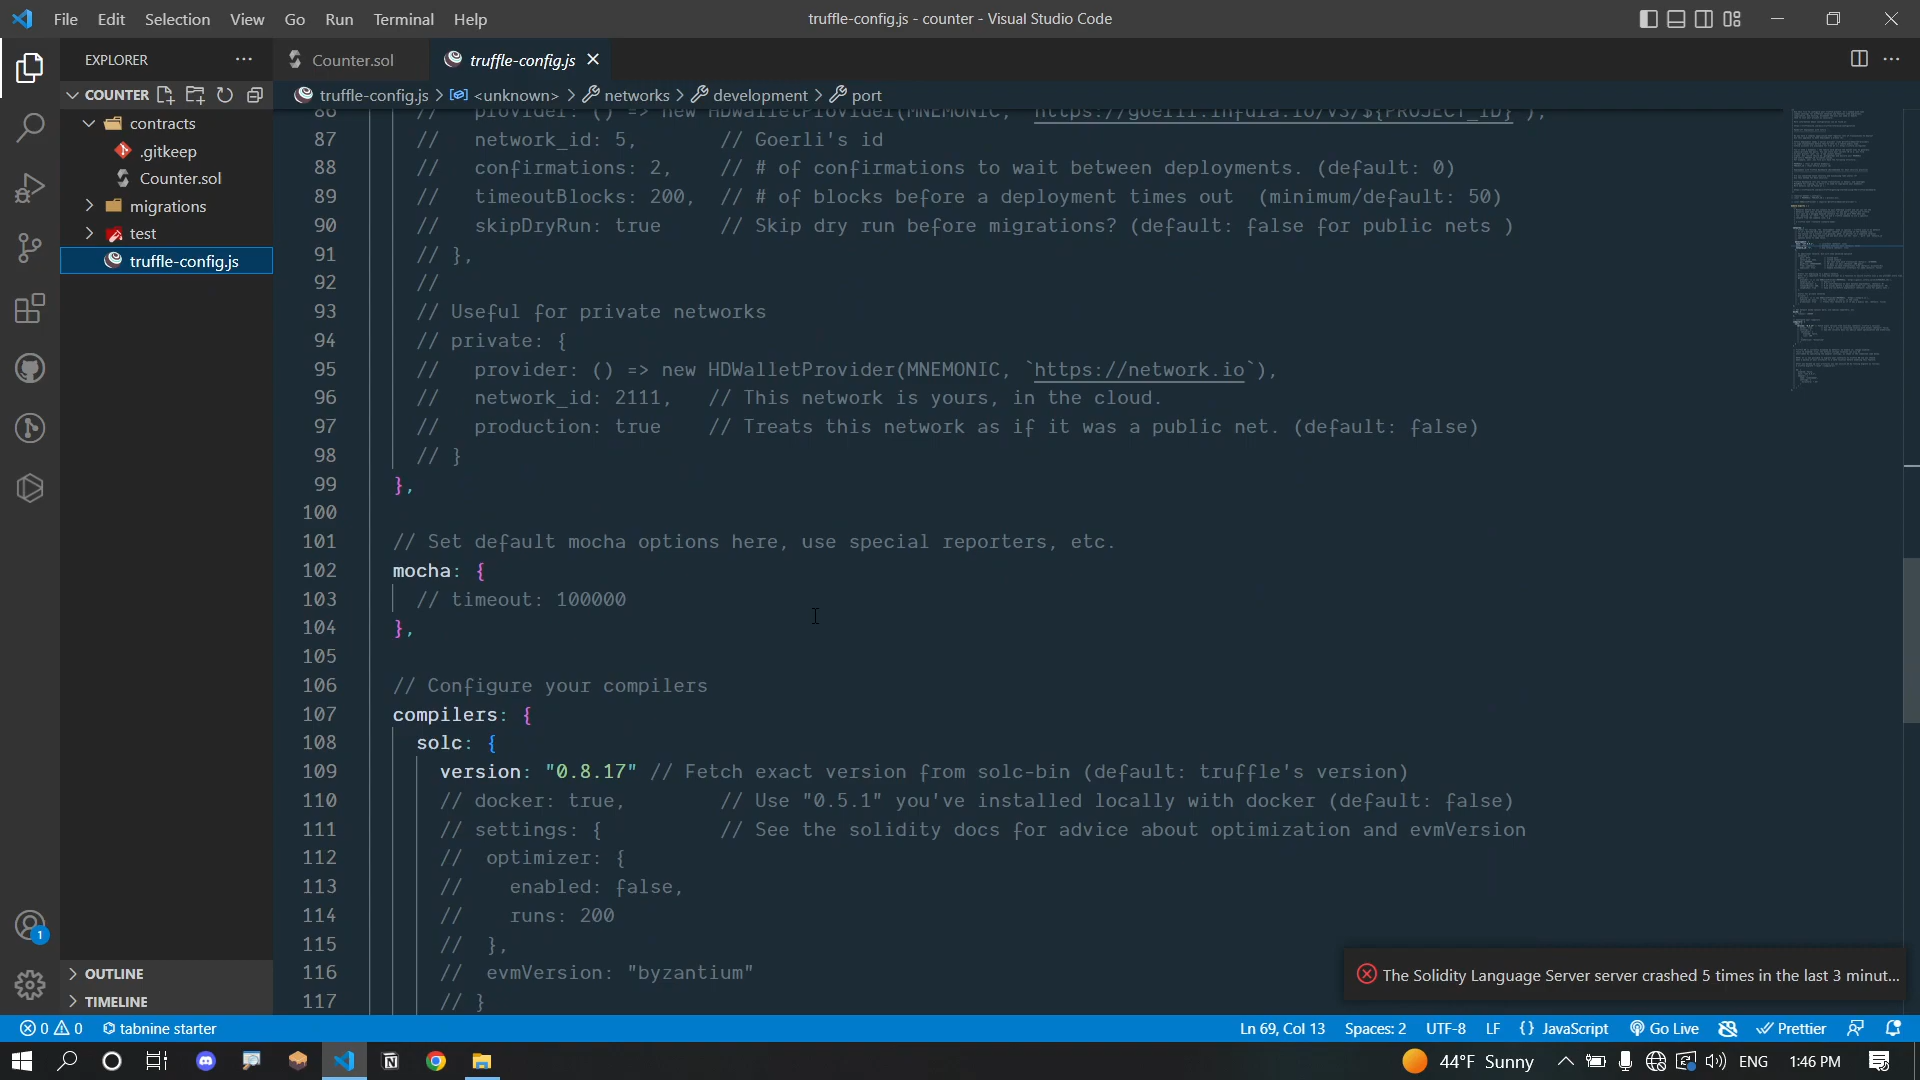 File Edit Selection View Go Run Terminal Help
truffle-config.js - counter - Visual Studio Code
EXPLORER
Counter.sol
truffle-config.js
COUNTER
truffle-config.js > <unknown> > networks > development > port
contracts
.gitkeep
Counter.sol
migrations
test
truffle-config.js
OUTLINE
TIMELINE
86 // provider: () => new HDWalletProvider(MNEMONIC, `https://goerli.infura.io/v3/${PROJECT_ID}`),
87 // network_id: 5, // Goerli's id
88 // confirmations: 2, // # of confirmations to wait between deployments. (default: 0)
89 // timeoutBlocks: 200, // # of blocks before a deployment times out (minimum/default: 50)
90 // skipDryRun: true // Skip dry run before migrations? (default: false for public nets )
91 // },
92 //
93 // Useful for private networks
94 // private: {
95 // provider: () => new HDWalletProvider(MNEMONIC, `https://network.io`),
96 // network_id: 2111, // This network is yours, in the cloud.
97 // production: true // Treats this network as if it was a public net. (default: false)
98 // }
99 },
100
101 // Set default mocha options here, use special reporters, etc.
102 mocha: {
103 // timeout: 100000
104 },
105
106 // Configure your compilers
107 compilers: {
108 solc: {
109 version: "0.8.17" // Fetch exact version from solc-bin (default: truffle's version)
110 // docker: true, // Use "0.5.1" you've installed locally with docker (default: false)
111 // settings: { // See the solidity docs for advice about optimization and evmVersion
112 // optimizer: {
113 // enabled: false,
114 // runs: 200
115 // },
116 // evmVersion: "byzantium"
117 // }
The Solidity Language Server server crashed 5 times in the last 3 minut...
1
0 0 tabnine starter
Ln 69, Col 13 Spaces: 2 UTF-8 LF {} JavaScript Go Live Prettier
44°F Sunny ENG 1:46 PM